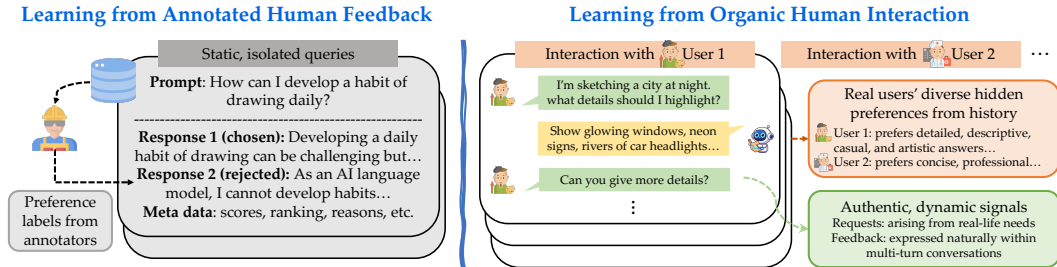 Learning from Annotated Human Feedback
Static, isolated queries
Prompt: How can I develop a habit of
drawing daily?
Response 1 (chosen): Developing a daily
habit of drawing can be challenging but…
Response 2 (rejected): As an AI language
model, I cannot develop habits…
Meta data: scores, ranking, reasons, etc.
Preference
labels from
annotators
Learning from Organic Human Interaction
Interaction with User 1
I'm sketching a city at night.
what details should I highlight?
Show glowing windows, neon
signs, rivers of car headlights…
Can you give more details?
⋮
Interaction with User 2
…
Real users' diverse hidden
preferences from history
User 1: prefers detailed, descriptive,
casual, and artistic answers…
User 2: prefers concise, professional…
Authentic, dynamic signals
Requests: arising from real-life needs
Feedback: expressed naturally within
multi-turn conversations